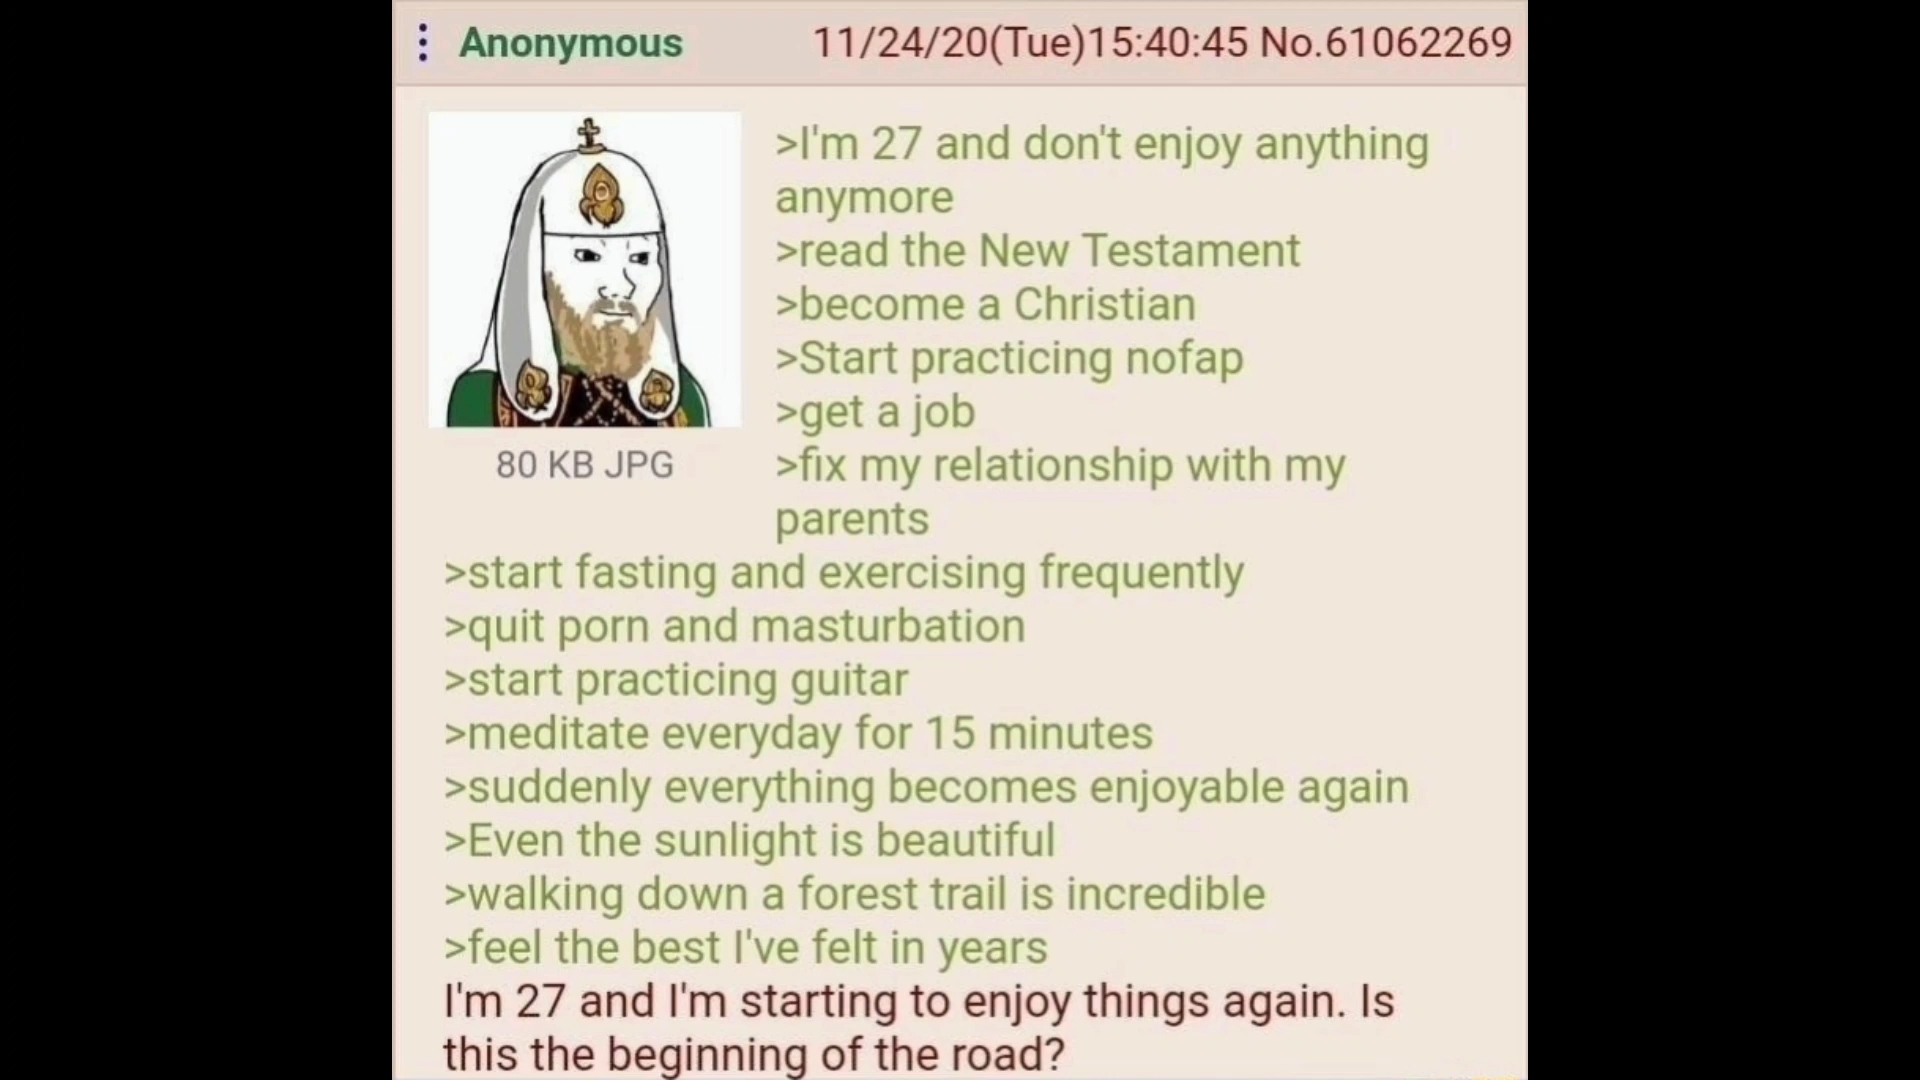 Anonymous 11/24/20(Tue)15:40:45 No.61062269
>I'm 27 and don't enjoy anything
anymore
>read the New Testament
>become a Christian
>Start practicing nofap
>get a job
>fix my relationship with my
parents
80 KB JPG
>start fasting and exercising frequently
>quit porn and masturbation
>start practicing guitar
>meditate everyday for 15 minutes
>suddenly everything becomes enjoyable again
>Even the sunlight is beautiful
>walking down a forest trail is incredible
>feel the best I've felt in years
I'm 27 and I'm starting to enjoy things again. Is
this the beginning of the road?